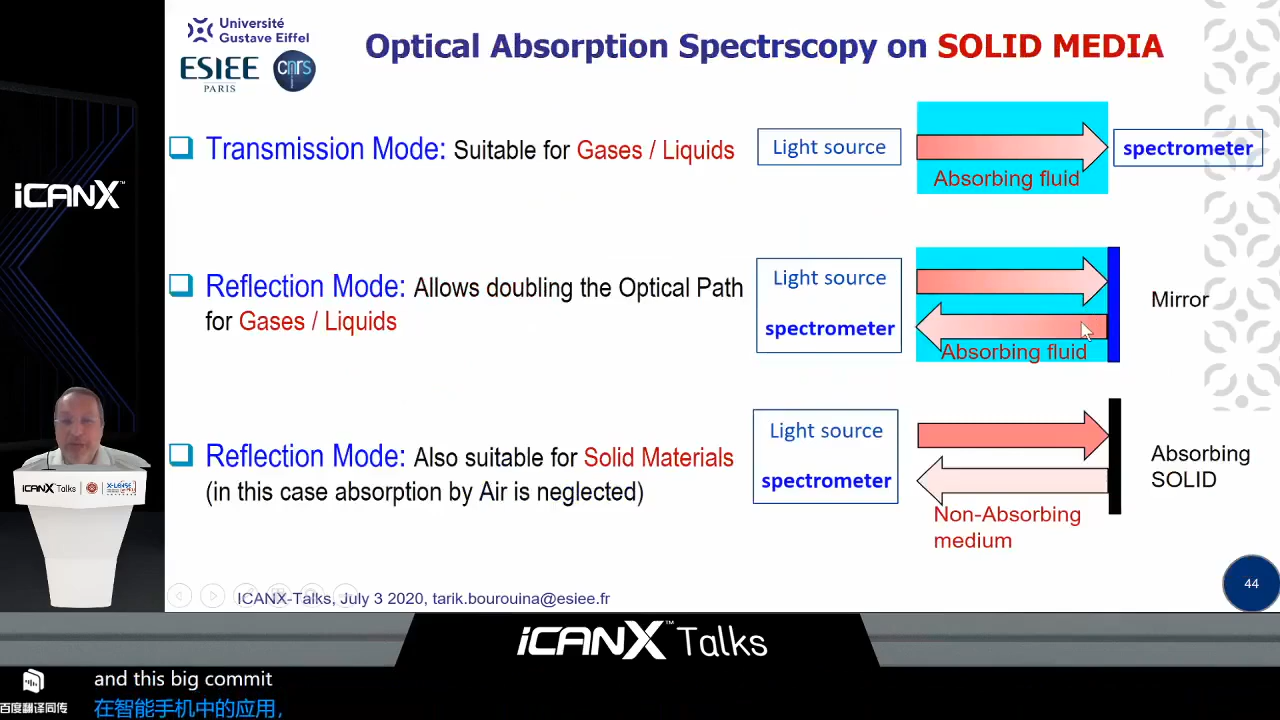 Université
Gustave Eiffel
ESIEE
PARIS
cnrs
Optical Absorption Spectrscopy on SOLID MEDIA
Transmission Mode: Suitable for Gases / Liquids
Light source
Absorbing fluid
spectrometer
iCANX™
Reflection Mode: Allows doubling the Optical Path
for Gases / Liquids
Light source
spectrometer
Absorbing fluid
Mirror
Reflection Mode: Also suitable for Solid Materials
(in this case absorption by Air is neglected)
Light source
spectrometer
Non-Absorbing
medium
Absorbing
SOLID
iCANX Talks
X-LENSE
44
ICANX-Talks, July 3 2020, tarik.bourouina@esiee.fr
iCANX™ Talks
and this big commit
百度翻译同传
在智能手机中的应用，